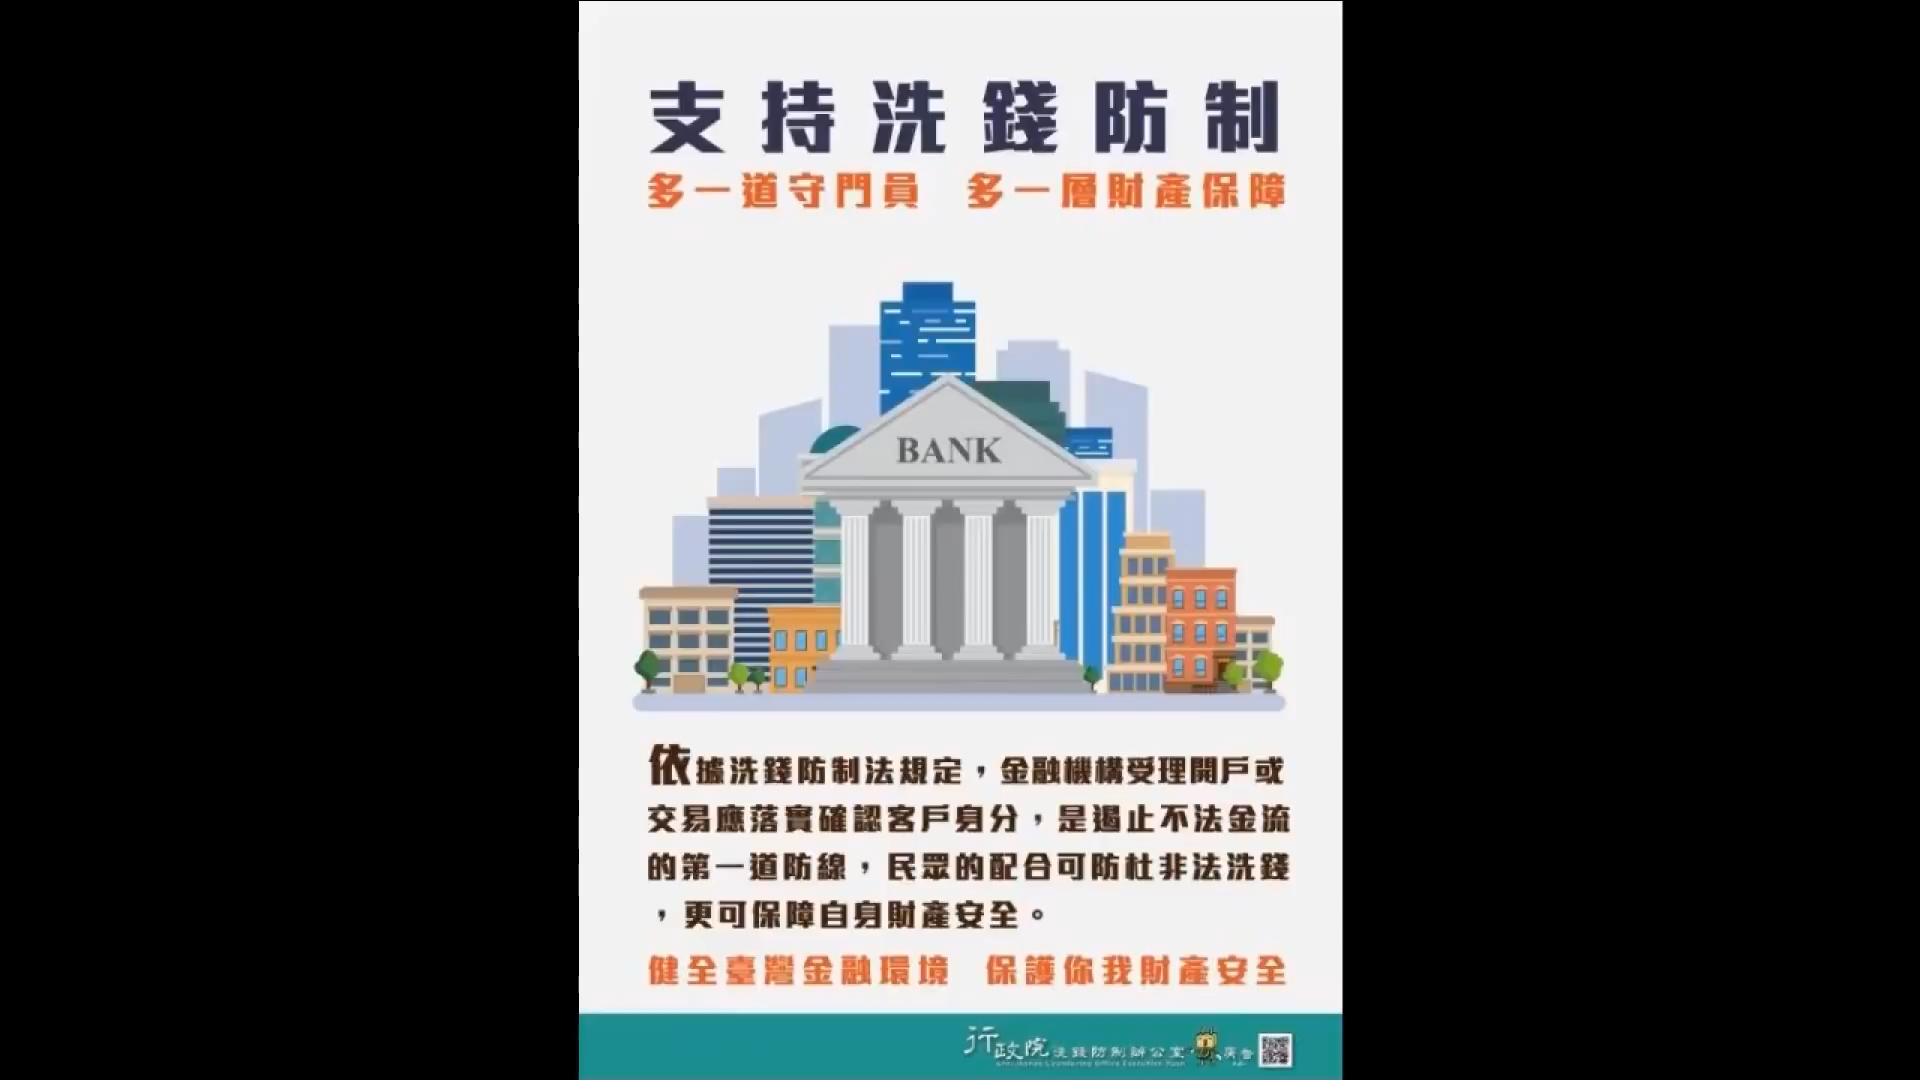 支持洗錢防制
多一道守門員 多一層財產保障
BANK
依據洗錢防制法規定，金融機構受理開戶或
交易應落實確認客戶身分，是遏止不法金流
的第一道防線，民眾的配合可防杜非法洗錢
，更可保障自身財產安全。
健全臺灣金融環境 保護你我財產安全
行政院洗錢防制辦公室 廣告